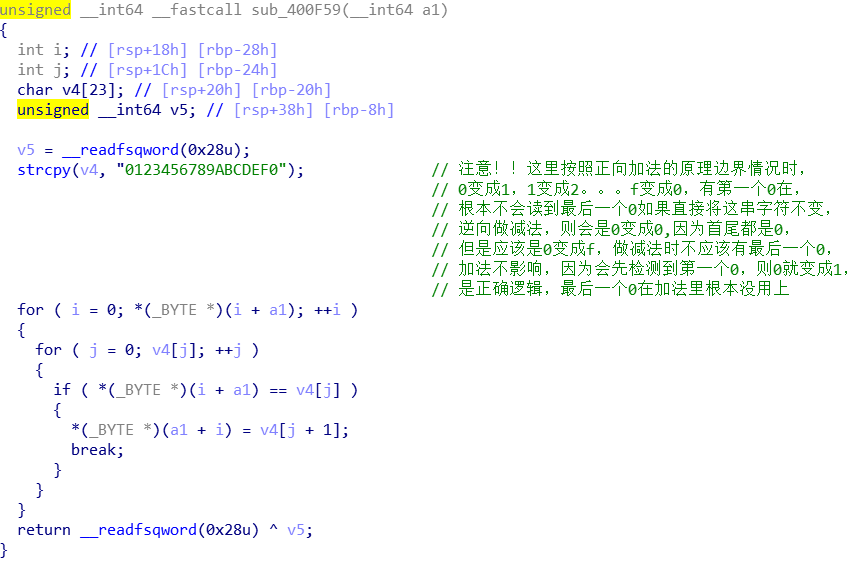 unsigned __int64 __fastcall sub_400F59(__int64 a1)
{
  int i; // [rsp+18h] [rbp-28h]
  int j; // [rsp+1Ch] [rbp-24h]
  char v4[23]; // [rsp+20h] [rbp-20h]
  unsigned __int64 v5; // [rsp+38h] [rbp-8h]

  v5 = __readfsqword(0x28u);
  strcpy(v4, "0123456789ABCDEF0");              // 注意！！这里按照正向加法的原理边界情况时，
                                                // 0变成1，1变成2。。。f变成0，有第一个0在，
                                                // 根本不会读到最后一个0如果直接将这串字符不变，
                                                // 逆向做减法，则会是0变成0,因为首尾都是0，
                                                // 但是应该是0变成f，做减法时不应该有最后一个0，
                                                // 加法不影响，因为会先检测到第一个0，则0就变成1，
                                                // 是正确逻辑，最后一个0在加法里根本没用上
  for ( i = 0; *(_BYTE *)(i + a1); ++i )
  {
    for ( j = 0; v4[j]; ++j )
    {
      if ( *(_BYTE *)(i + a1) == v4[j] )
      {
        *(_BYTE *)(a1 + i) = v4[j + 1];
        break;
      }
    }
  }
  return __readfsqword(0x28u) ^ v5;
}